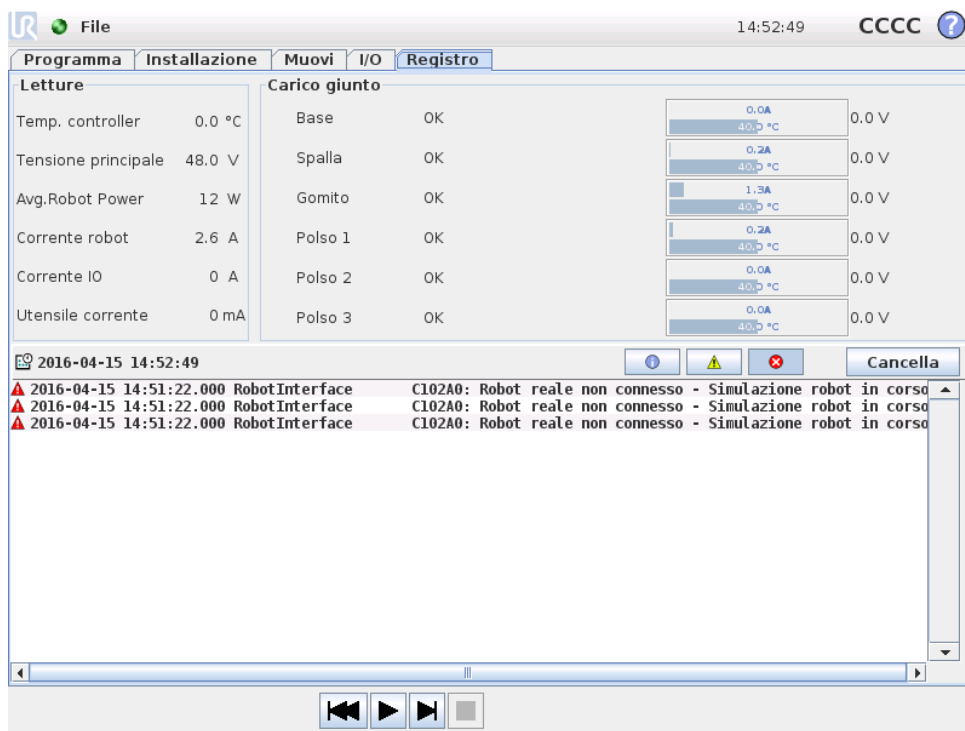 UR File 14:52:49 CCCC ?
Programma Installazione Muovi I/O Registro
Letture Carico giunto
Temp. controller 0.0 °C
Tensione principale 48.0 V
Avg.Robot Power 12 W
Corrente robot 2.6 A
Corrente IO 0 A
Utensile corrente 0 mA
Base OK 0.0A 40.0 °C 0.0 V
Spalla OK 0.2A 40.0 °C 0.0 V
Gomito OK 1.3A 40.0 °C 0.0 V
Polso 1 OK 0.2A 40.0 °C 0.0 V
Polso 2 OK 0.0A 40.0 °C 0.0 V
Polso 3 OK 0.0A 40.0 °C 0.0 V
2016-04-15 14:52:49 Cancella
2016-04-15 14:51:22.000 RobotInterface C102A0: Robot reale non connesso - Simulazione robot in corso
2016-04-15 14:51:22.000 RobotInterface C102A0: Robot reale non connesso - Simulazione robot in corso
2016-04-15 14:51:22.000 RobotInterface C102A0: Robot reale non connesso - Simulazione robot in corso